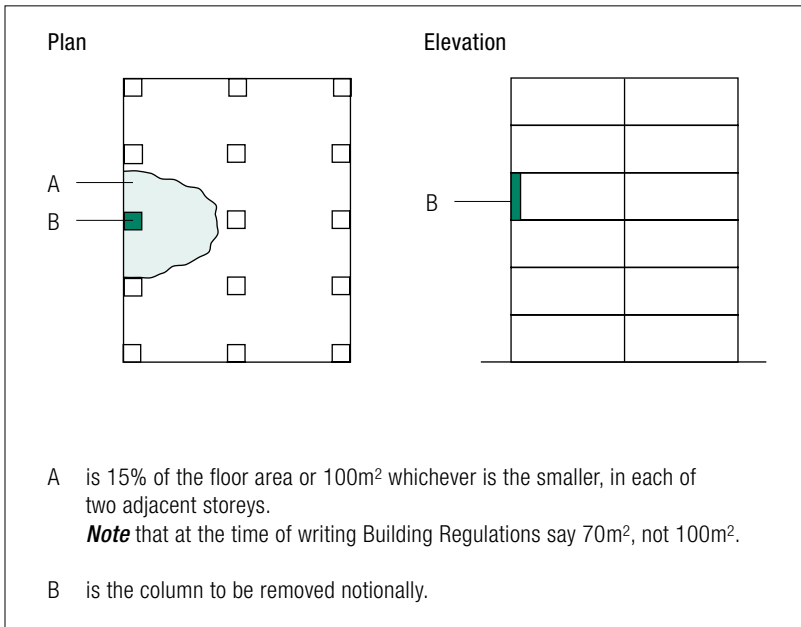 Plan
Elevation
A
B
B
A is 15% of the floor area or 100m² whichever is the smaller, in each of
two adjacent storeys.
Note that at the time of writing Building Regulations say 70m², not 100m².
B is the column to be removed notionally.